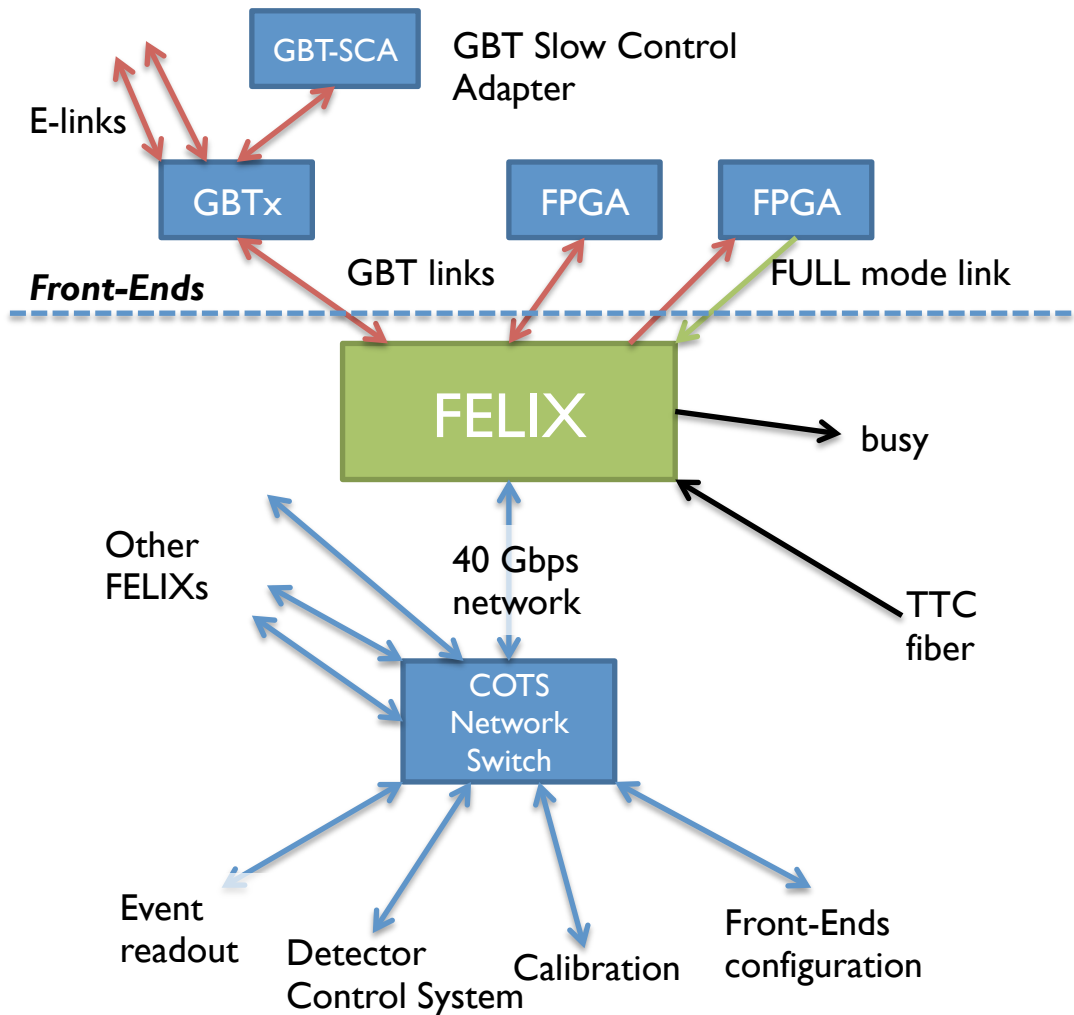 GBT-SCA
GBT Slow Control
Adapter
E-links
GBTx
FPGA
FPGA
GBT links
FULL mode link
Front-Ends
FELIX
busy
Other
FELIXs
40 Gbps
network
TTC
fiber
COTS
Network
Switch
Event
readout
Detector
Control System
Calibration
Front-Ends
configuration